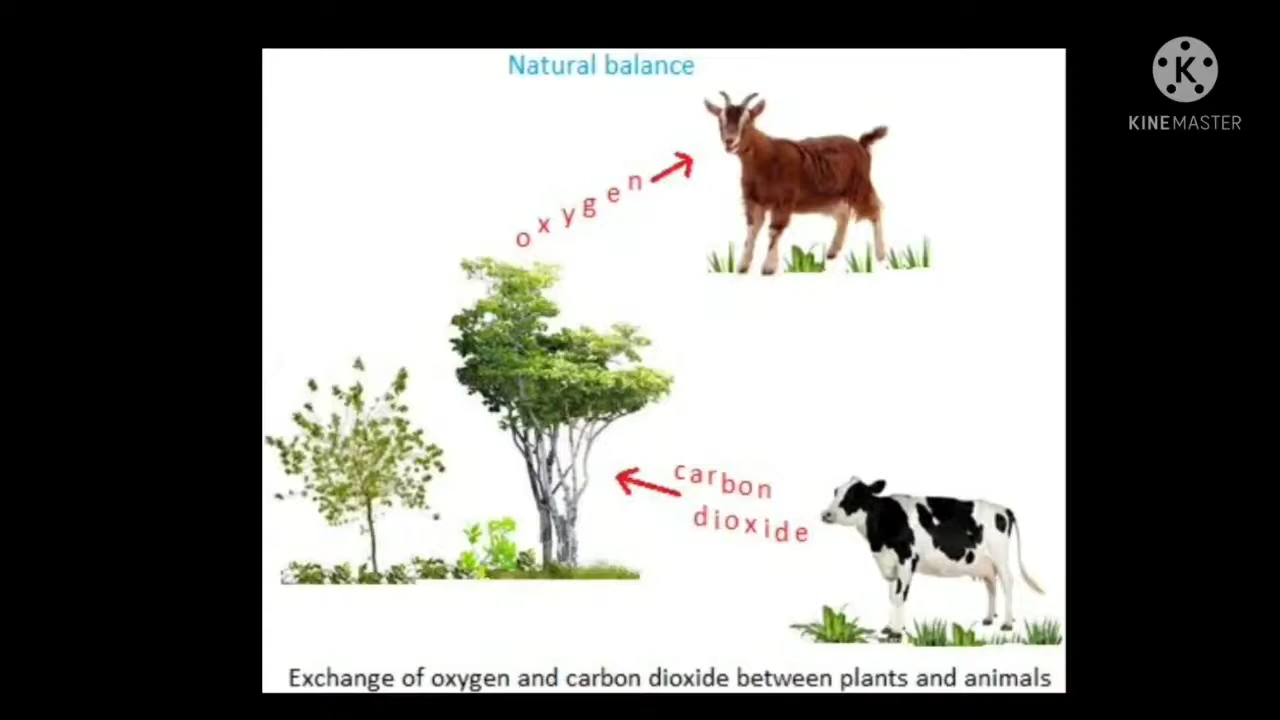 Natural balance
K
KINEMASTER
oxygen
carbon
dioxide
Exchange of oxygen and carbon dioxide between plants and animals